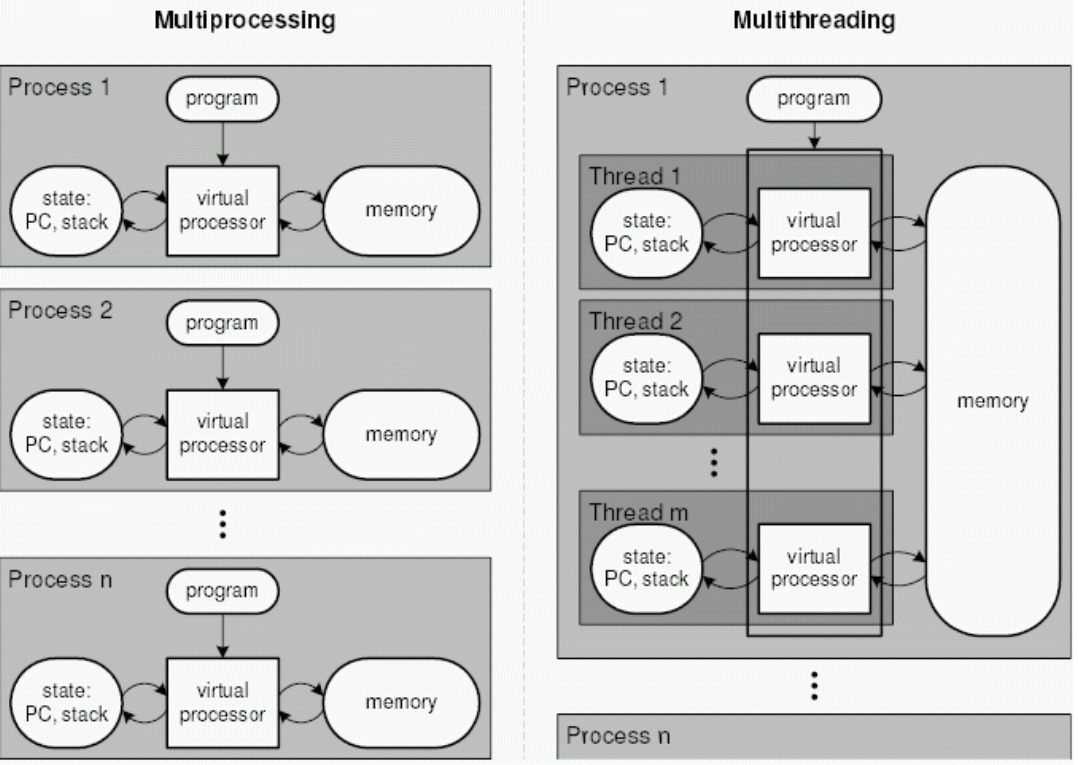 Multiprocessing
Process 1
program
state:
PC, stack
virtual
processor
memory
Process 2
program
state:
PC, stack
virtual
processor
memory
Process n
program
state:
PC, stack
virtual
processor
memory
Multithreading
Process 1
program
Thread 1
state:
PC, stack
virtual
processor
Thread 2
state:
PC, stack
virtual
processor
memory
Thread m
state:
PC, stack
virtual
processor
Process n